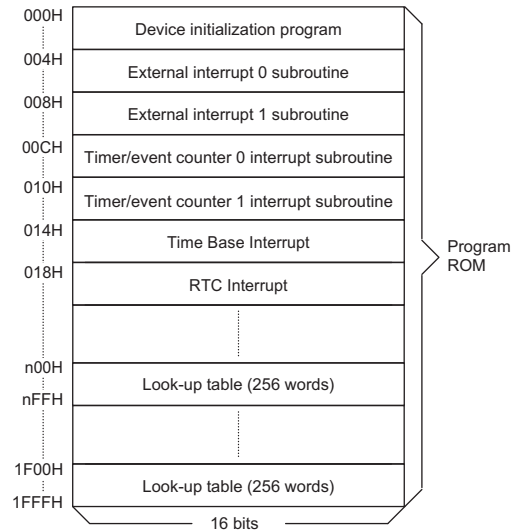 000H
Device initialization program
004H
External interrupt 0 subroutine
008H
External interrupt 1 subroutine
00CH
Timer/event counter 0 interrupt subroutine
010H
Timer/event counter 1 interrupt subroutine
014H
Time Base Interrupt
018H
RTC Interrupt
Program
ROM
n00H
Look-up table (256 words)
nFFH
1F00H
Look-up table (256 words)
1FFFH
16 bits